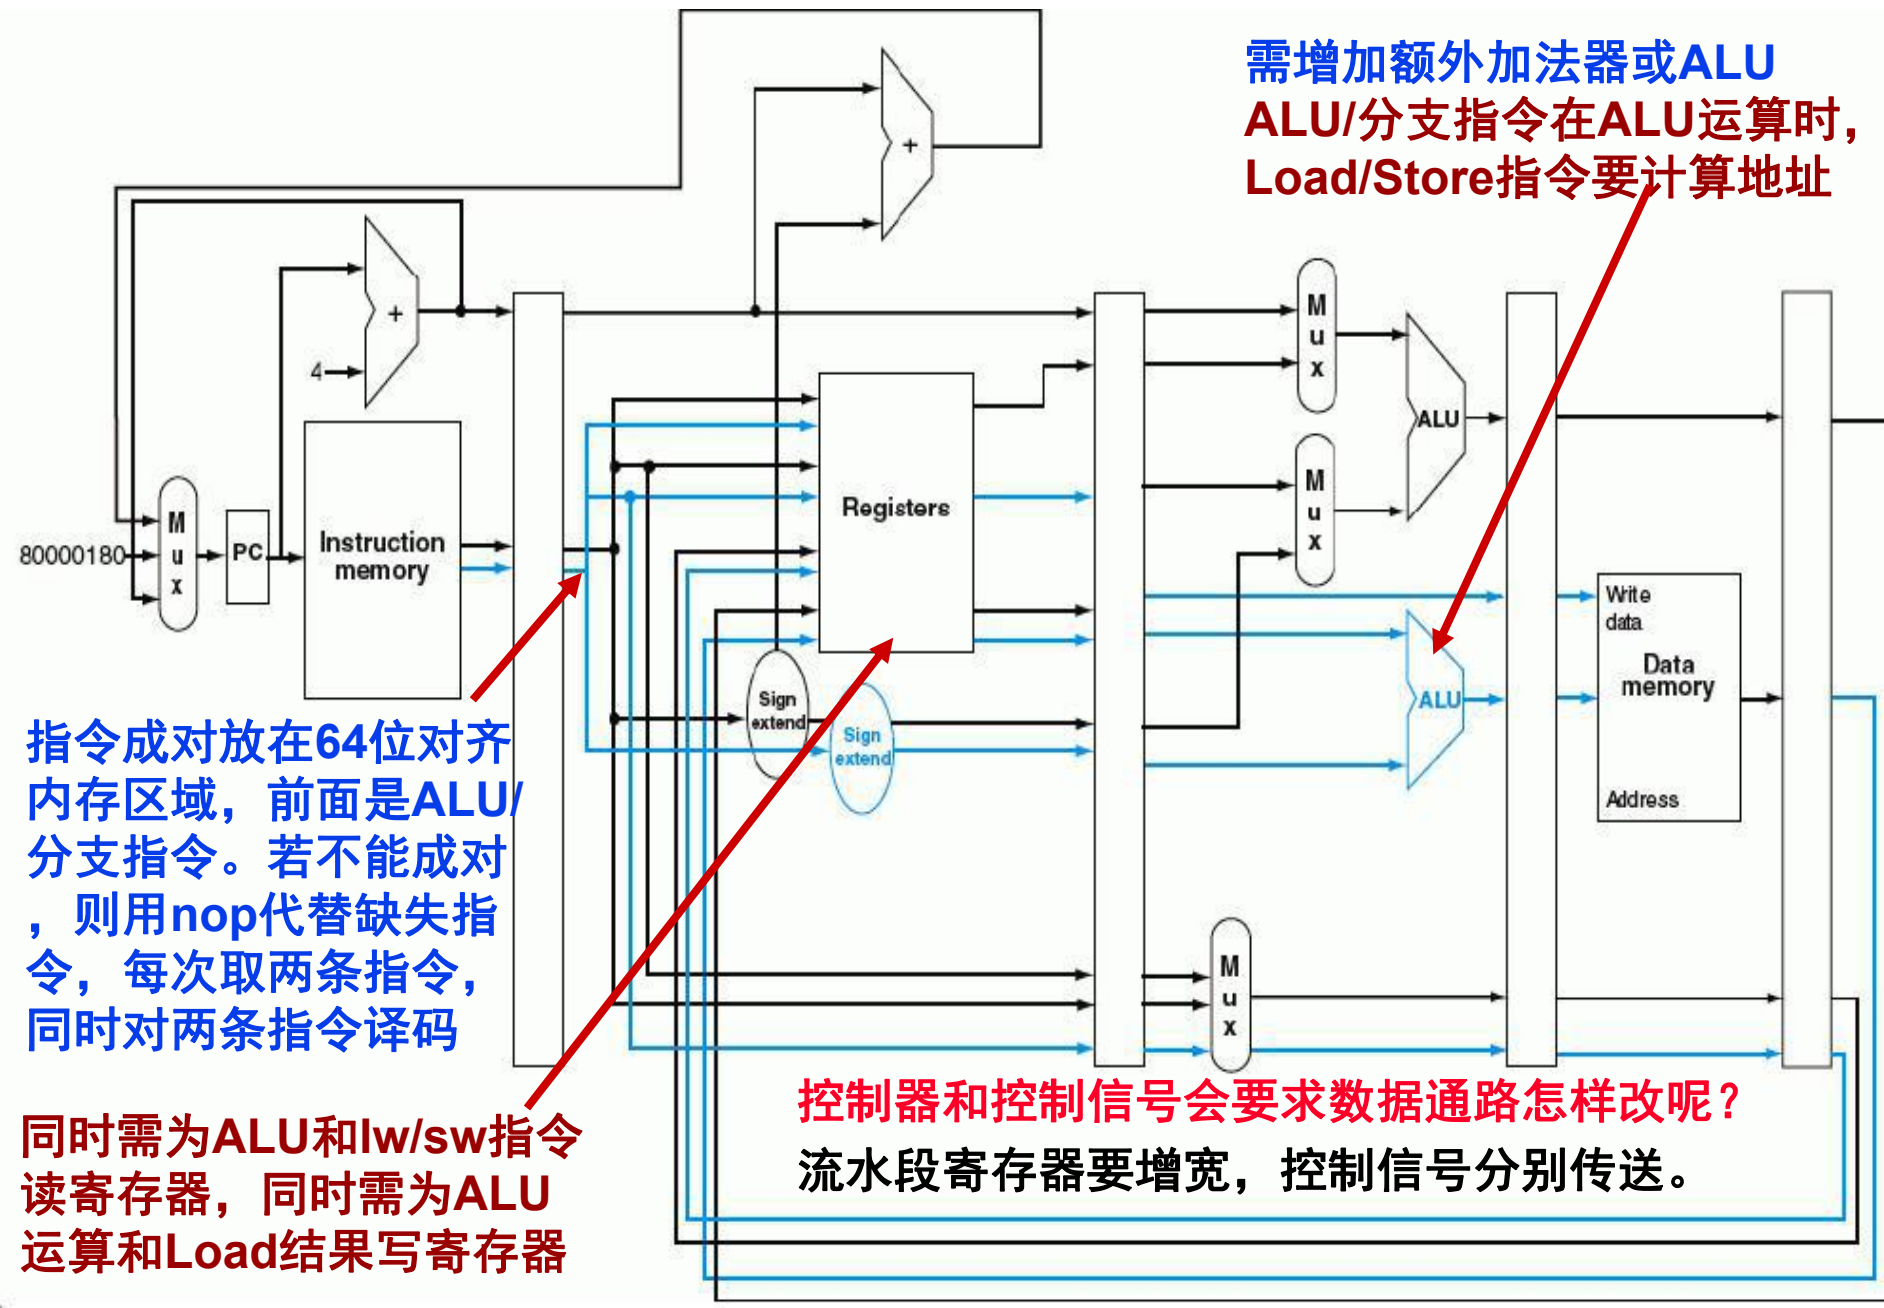 需增加额外加法器或ALU
ALU/分支指令在ALU运算时，
Load/Store指令要计算地址
+
+
4
M
u
x
ALU
M
u
x
80000180
M
u
x
PC
Instruction
memory
Registers
Write
data
Data
memory
Address
ALU
Sign
extend
Sign
extend
指令成对放在64位对齐
内存区域，前面是ALU/
分支指令。若不能成对
，则用nop代替缺失指
令，每次取两条指令，
同时对两条指令译码
M
u
x
控制器和控制信号会要求数据通路怎样改呢？
流水段寄存器要增宽，控制信号分别传送。
同时需为ALU和lw/sw指令
读寄存器，同时需为ALU
运算和Load结果写寄存器